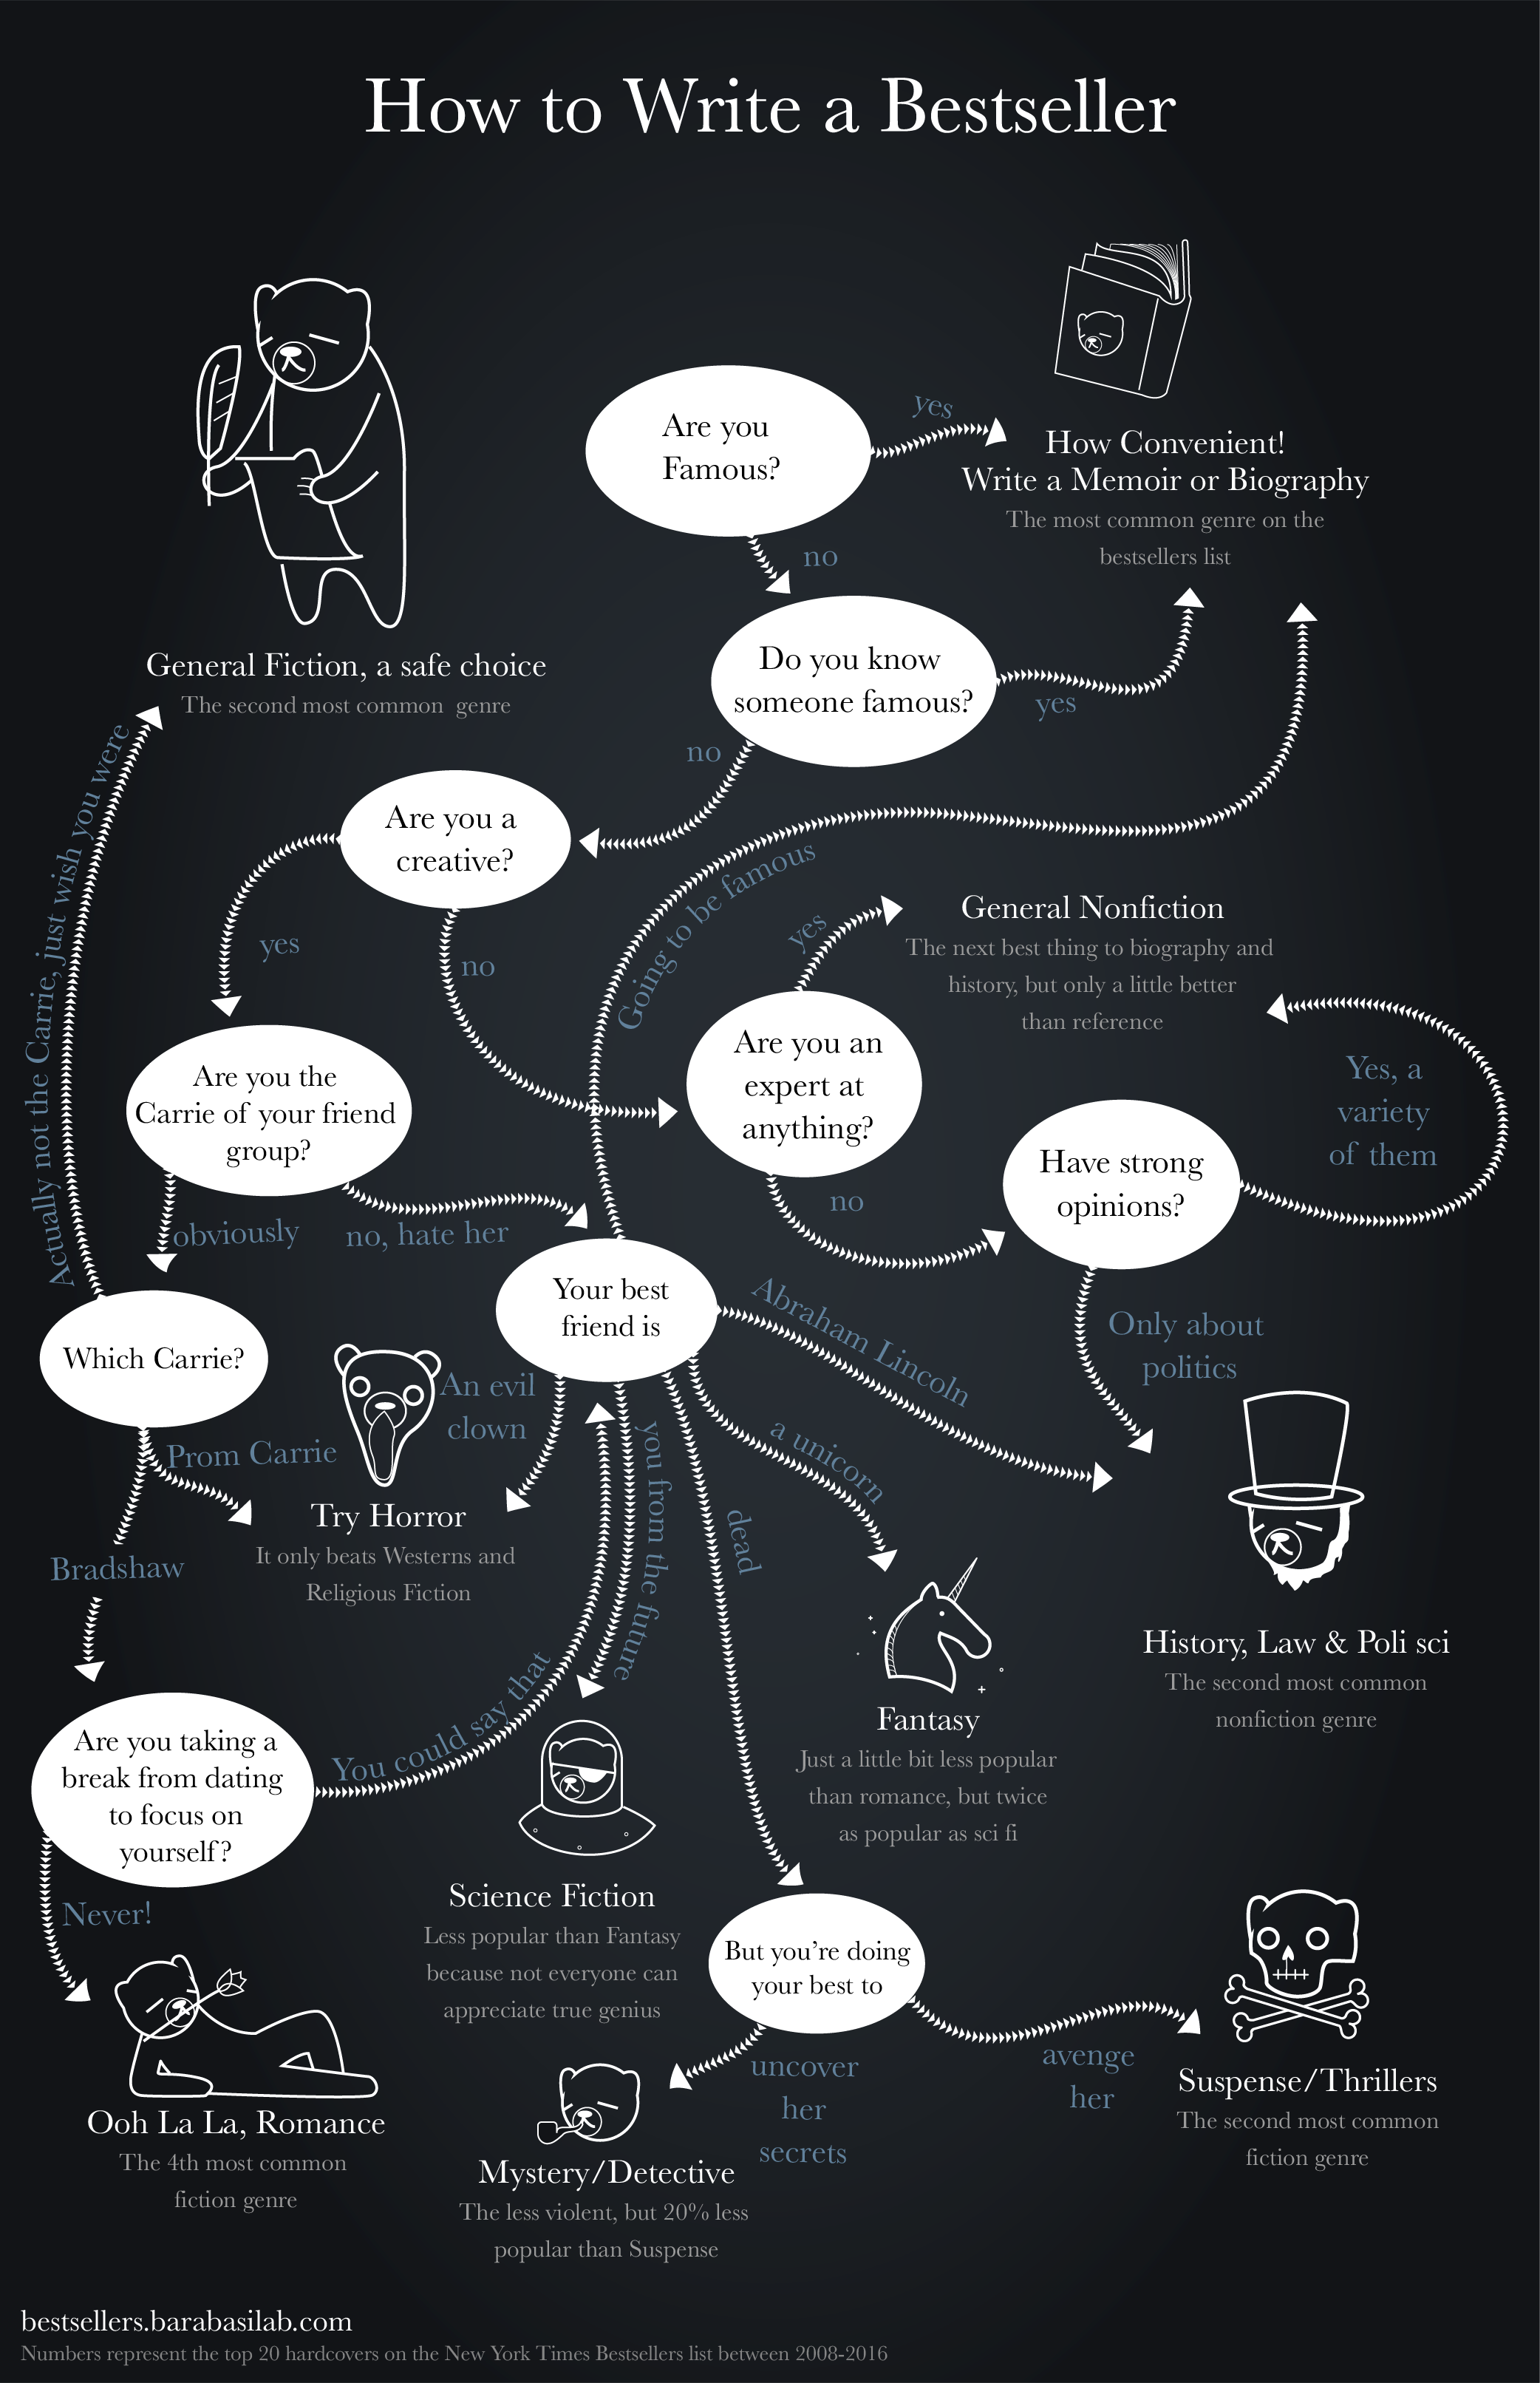 How to Write a Bestseller
Are you
Famous?
yes
How Convenient!
Write a Memoir or Biography
The most common genre on the
bestsellers list
no
Do you know
someone famous?
yes
no
General Fiction, a safe choice
The second most common genre
Are you a
creative?
yes
no
Going to be famous
Are you an
expert at
anything?
yes
General Nonfiction
The next best thing to biography and
history, but only a little better
than reference
no
Have strong
opinions?
Yes, a
variety
of them
Only about
politics
Are you the
Carrie of your friend
group?
obviously
no, hate her
Actually not the Carrie, just wish you were
Which Carrie?
Prom Carrie
Bradshaw
Your best
friend is
An evil
clown
Try Horror
It only beats Westerns and
Religious Fiction
you from the future
dead
a unicorn
Abraham Lincoln
History, Law & Poli sci
The second most common
nonfiction genre
Fantasy
Just a little bit less popular
than romance, but twice
as popular as sci fi
Are you taking a
break from dating
to focus on
yourself?
You could say that
Never!
Science Fiction
Less popular than Fantasy
because not everyone can
appreciate true genius
But you're doing
your best to
uncover
her
secrets
avenge
her
Suspense/Thrillers
The second most common
fiction genre
Ooh La La, Romance
The 4th most common
fiction genre
Mystery/Detective
The less violent, but 20% less
popular than Suspense
bestsellers.barabasilab.com
Numbers represent the top 20 hardcovers on the New York Times Bestsellers list between 2008-2016